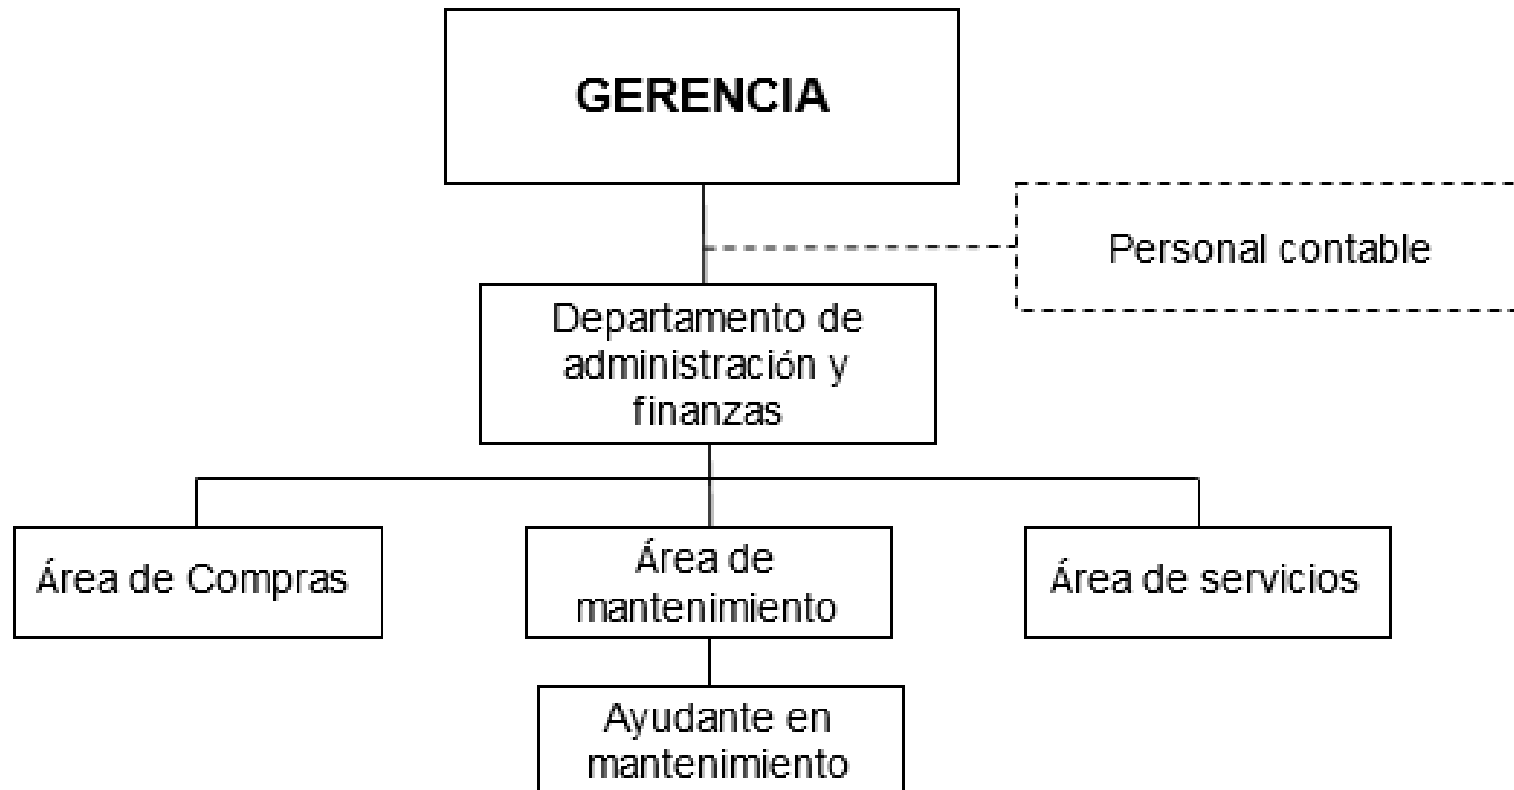 GERENCIA
Personal contable
Departamento de
administración y
finanzas
Área de Compras
Área de
mantenimiento
Área de servicios
Ayudante en
mantenimiento